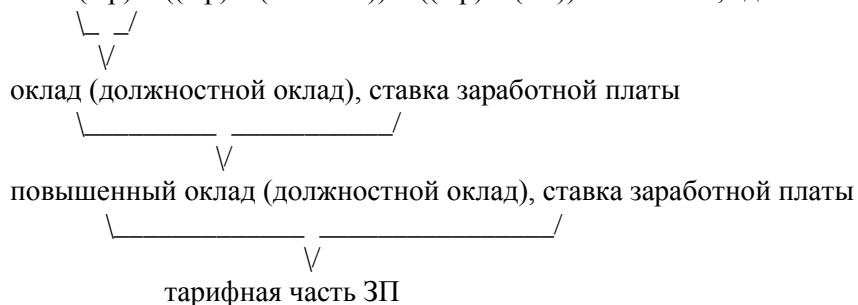 оклад (должностной оклад), ставка заработной платы
повышенный оклад (должностной оклад), ставка заработной платы
тарифная часть ЗП